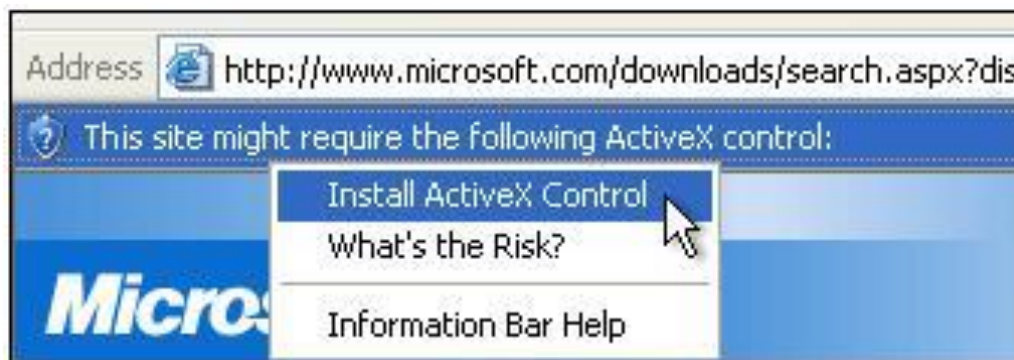 Address http://www.microsoft.com/downloads/search.aspx?dis
This site might require the following ActiveX control:
Install ActiveX Control
What's the Risk?
Micros
Information Bar Help